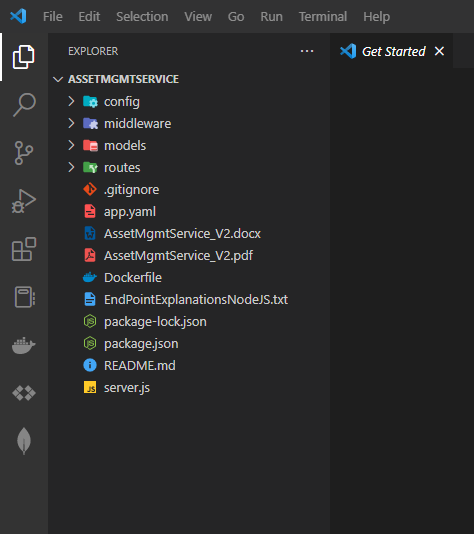 File Edit Selection View Go Run Terminal Help
EXPLORER
Get Started
ASSETMGMTSERVICE
config
middleware
models
routes
.gitignore
app.yaml
AssetMgmtService_V2.docx
AssetMgmtService_V2.pdf
Dockerfile
EndPointExplanationsNodeJS.txt
package-lock.json
package.json
README.md
server.js